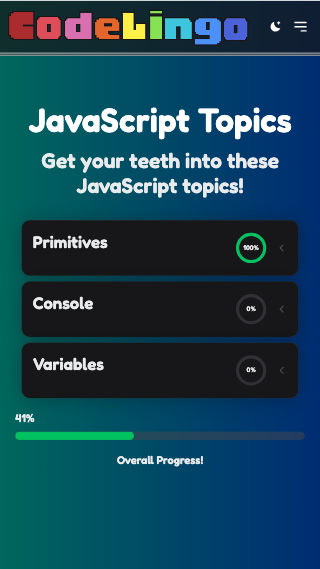 CodeLingo
JavaScript Topics
Get your teeth into these
JavaScript topics!
Primitives
100%
Console
0%
Variables
0%
41%
Overall Progress!